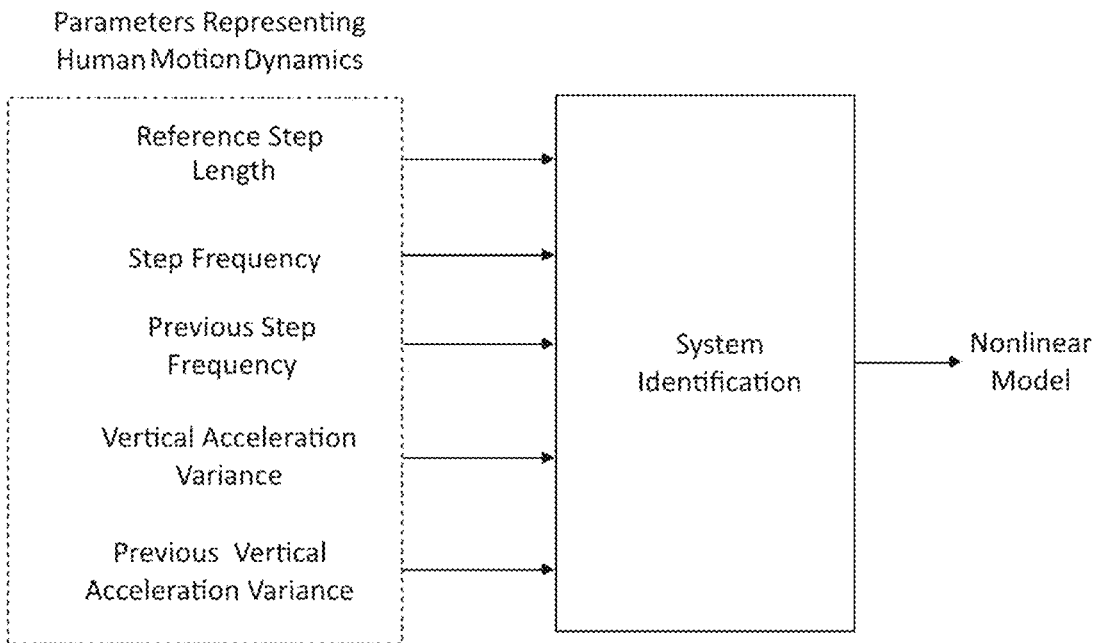 Parameters Representing
Human Motion Dynamics
Reference Step
Length
Step Frequency
Previous Step
Frequency
Vertical Acceleration
Variance
Previous Vertical
Acceleration Variance
System
Identification
Nonlinear
Model